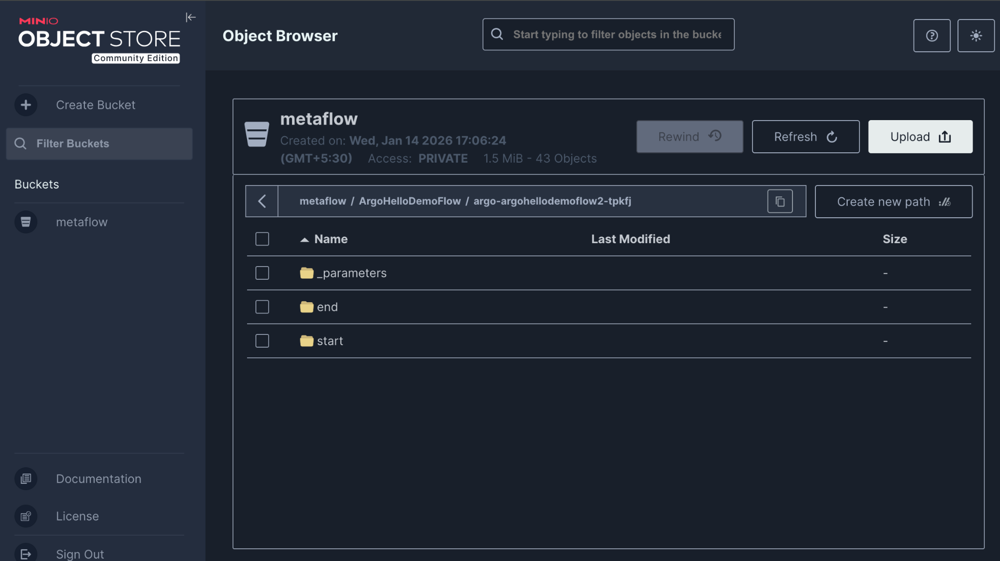 MINIO
OBJECT STORE
Community Edition
Create Bucket
Filter Buckets
Buckets
metaflow
Documentation
License
Sign Out
Object Browser
Start typing to filter objects in the bucke
metaflow
Created on: Wed, Jan 14 2026 17:06:24
(GMT+5:30) Access: PRIVATE 1.5 MiB - 43 Objects
Rewind
Refresh
Upload
metaflow / ArgoHelloDemoFlow / argo-argohellodemoflow2-tpkfj
Create new path
Name Last Modified Size
_parameters -
end -
start -